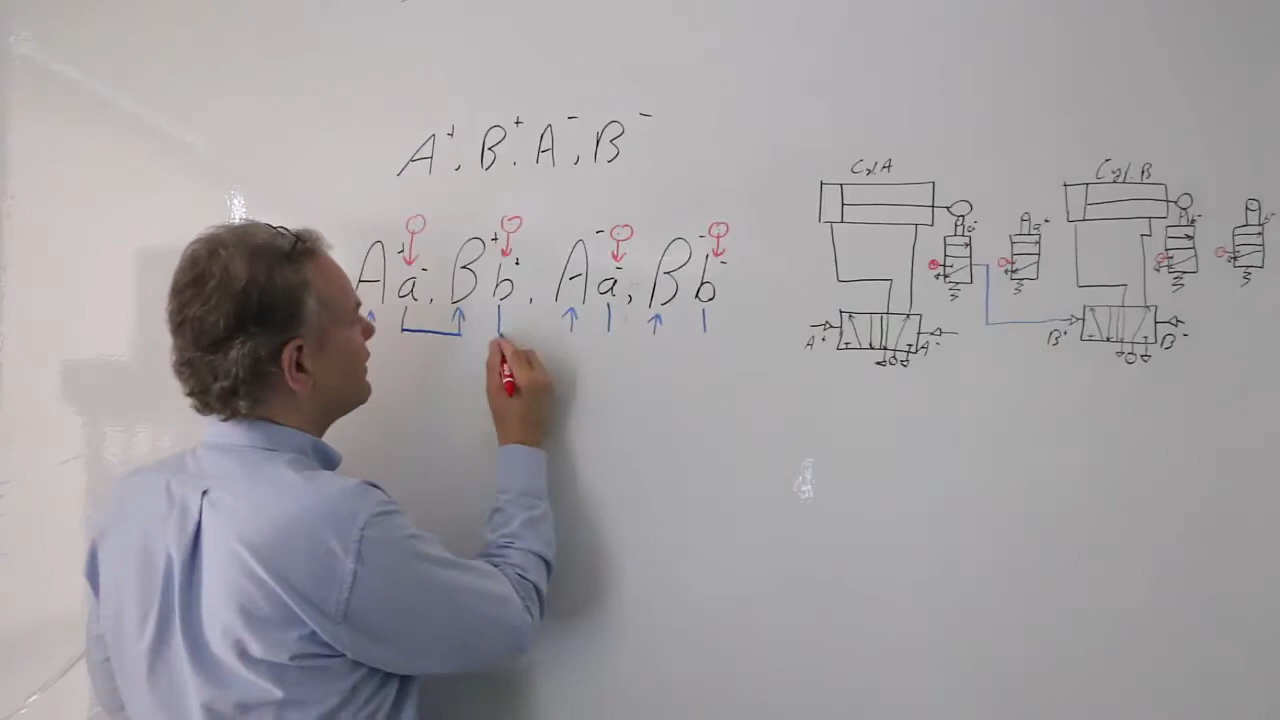 A⁺, B⁺, A⁻, B⁻
A⁺a⁻, B⁺b⁺, A⁻a⁻, B⁻b⁻
Cyl.A
Cyl.B
a⁻
b⁻
A⁺
A⁻
B⁺
B⁻